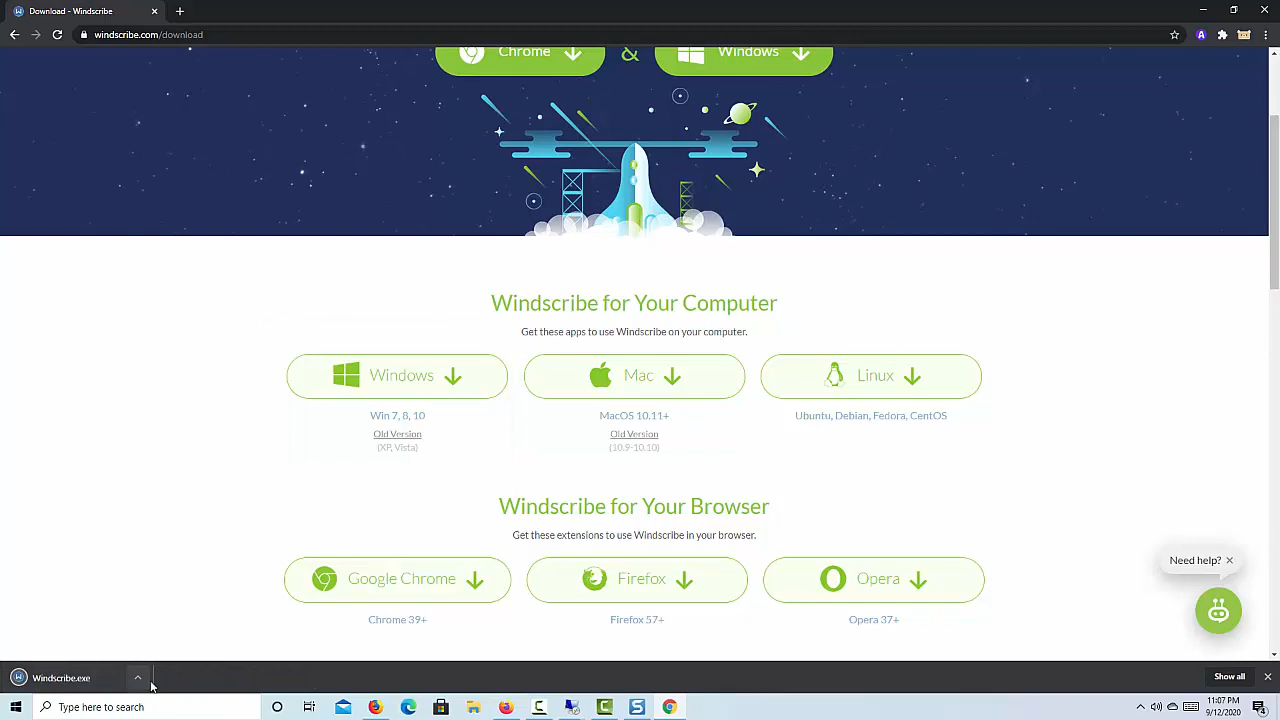 Download - Windscribe
windscribe.com/download
Chrome & Windows
Windscribe for Your Computer
Get these apps to use Windscribe on your computer.
Windows Mac Linux
Win 7, 8, 10 MacOS 10.11+ Ubuntu, Debian, Fedora, CentOS
Old Version Old Version
(XP, Vista) (10.9-10.10)
Windscribe for Your Browser
Get these extensions to use Windscribe in your browser.
Need help?
Google Chrome Firefox Opera
Chrome 39+ Firefox 57+ Opera 37+
Windscribe.exe Show all
Type here to search 11:07 PM
9/12/2020